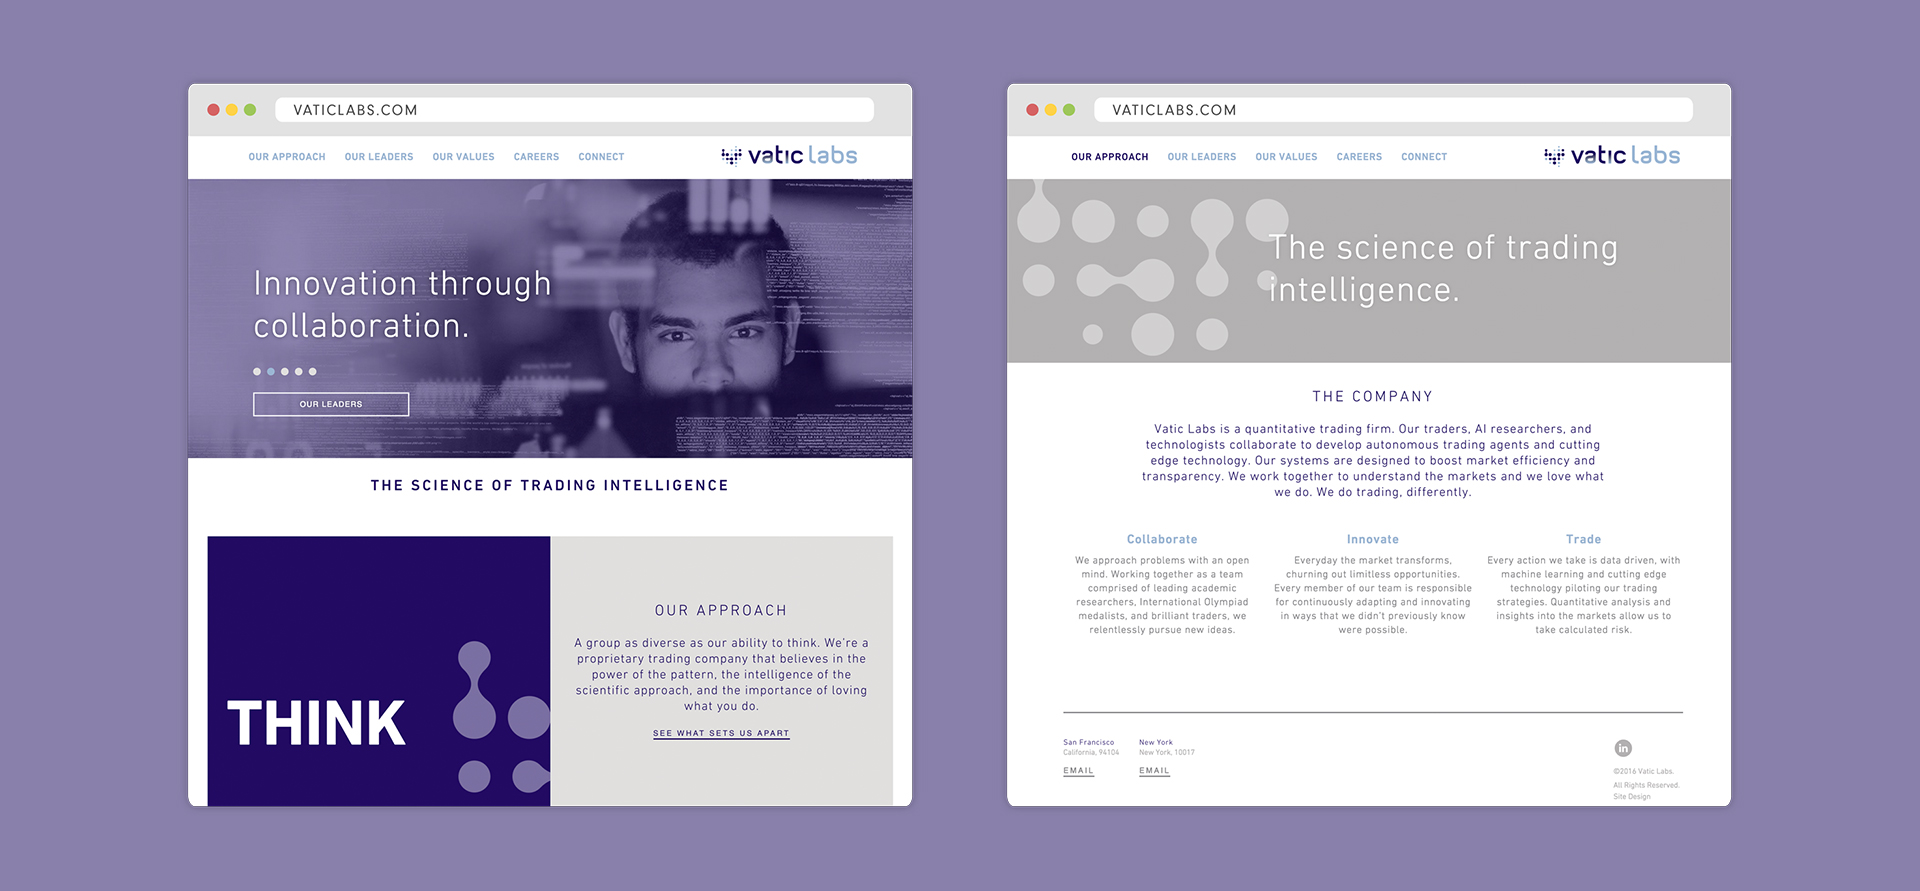 VATICLABS.COM
OUR APPROACH OUR LEADERS OUR VALUES CAREERS CONNECT
vatic labs
Innovation through
collaboration.
OUR LEADERS
THE SCIENCE OF TRADING INTELLIGENCE
THINK
OUR APPROACH
A group as diverse as our ability to think. We're a
proprietary trading company that believes in the
power of the pattern, the intelligence of the
scientific approach, and the importance of loving
what you do.
SEE WHAT SETS US APART
VATICLABS.COM
OUR APPROACH OUR LEADERS OUR VALUES CAREERS CONNECT
vatic labs
The science of trading
intelligence.
THE COMPANY
Vatic Labs is a quantitative trading firm. Our traders, AI researchers, and
technologists collaborate to develop autonomous trading agents and cutting
edge technology. Our systems are designed to boost market efficiency and
transparency. We work together to understand the markets and we love what
we do. We do trading, differently.
Collaborate
We approach problems with an open
mind. Working together as a team
comprised of leading academic
researchers, International Olympiad
medalists, and brilliant traders, we
relentlessly pursue new ideas.
Innovate
Everyday the market transforms,
churning out limitless opportunities.
Every member of our team is responsible
for continuously adapting and innovating
in ways that we didn't previously know
were possible.
Trade
Every action we take is data driven, with
machine learning and cutting edge
technology piloting our trading
strategies. Quantitative analysis and
insights into the markets allow us to
take calculated risk.
San Francisco
California, 94104
EMAIL
New York
New York, 10017
EMAIL
in
©2016 Vatic Labs.
All Rights Reserved.
Site Design